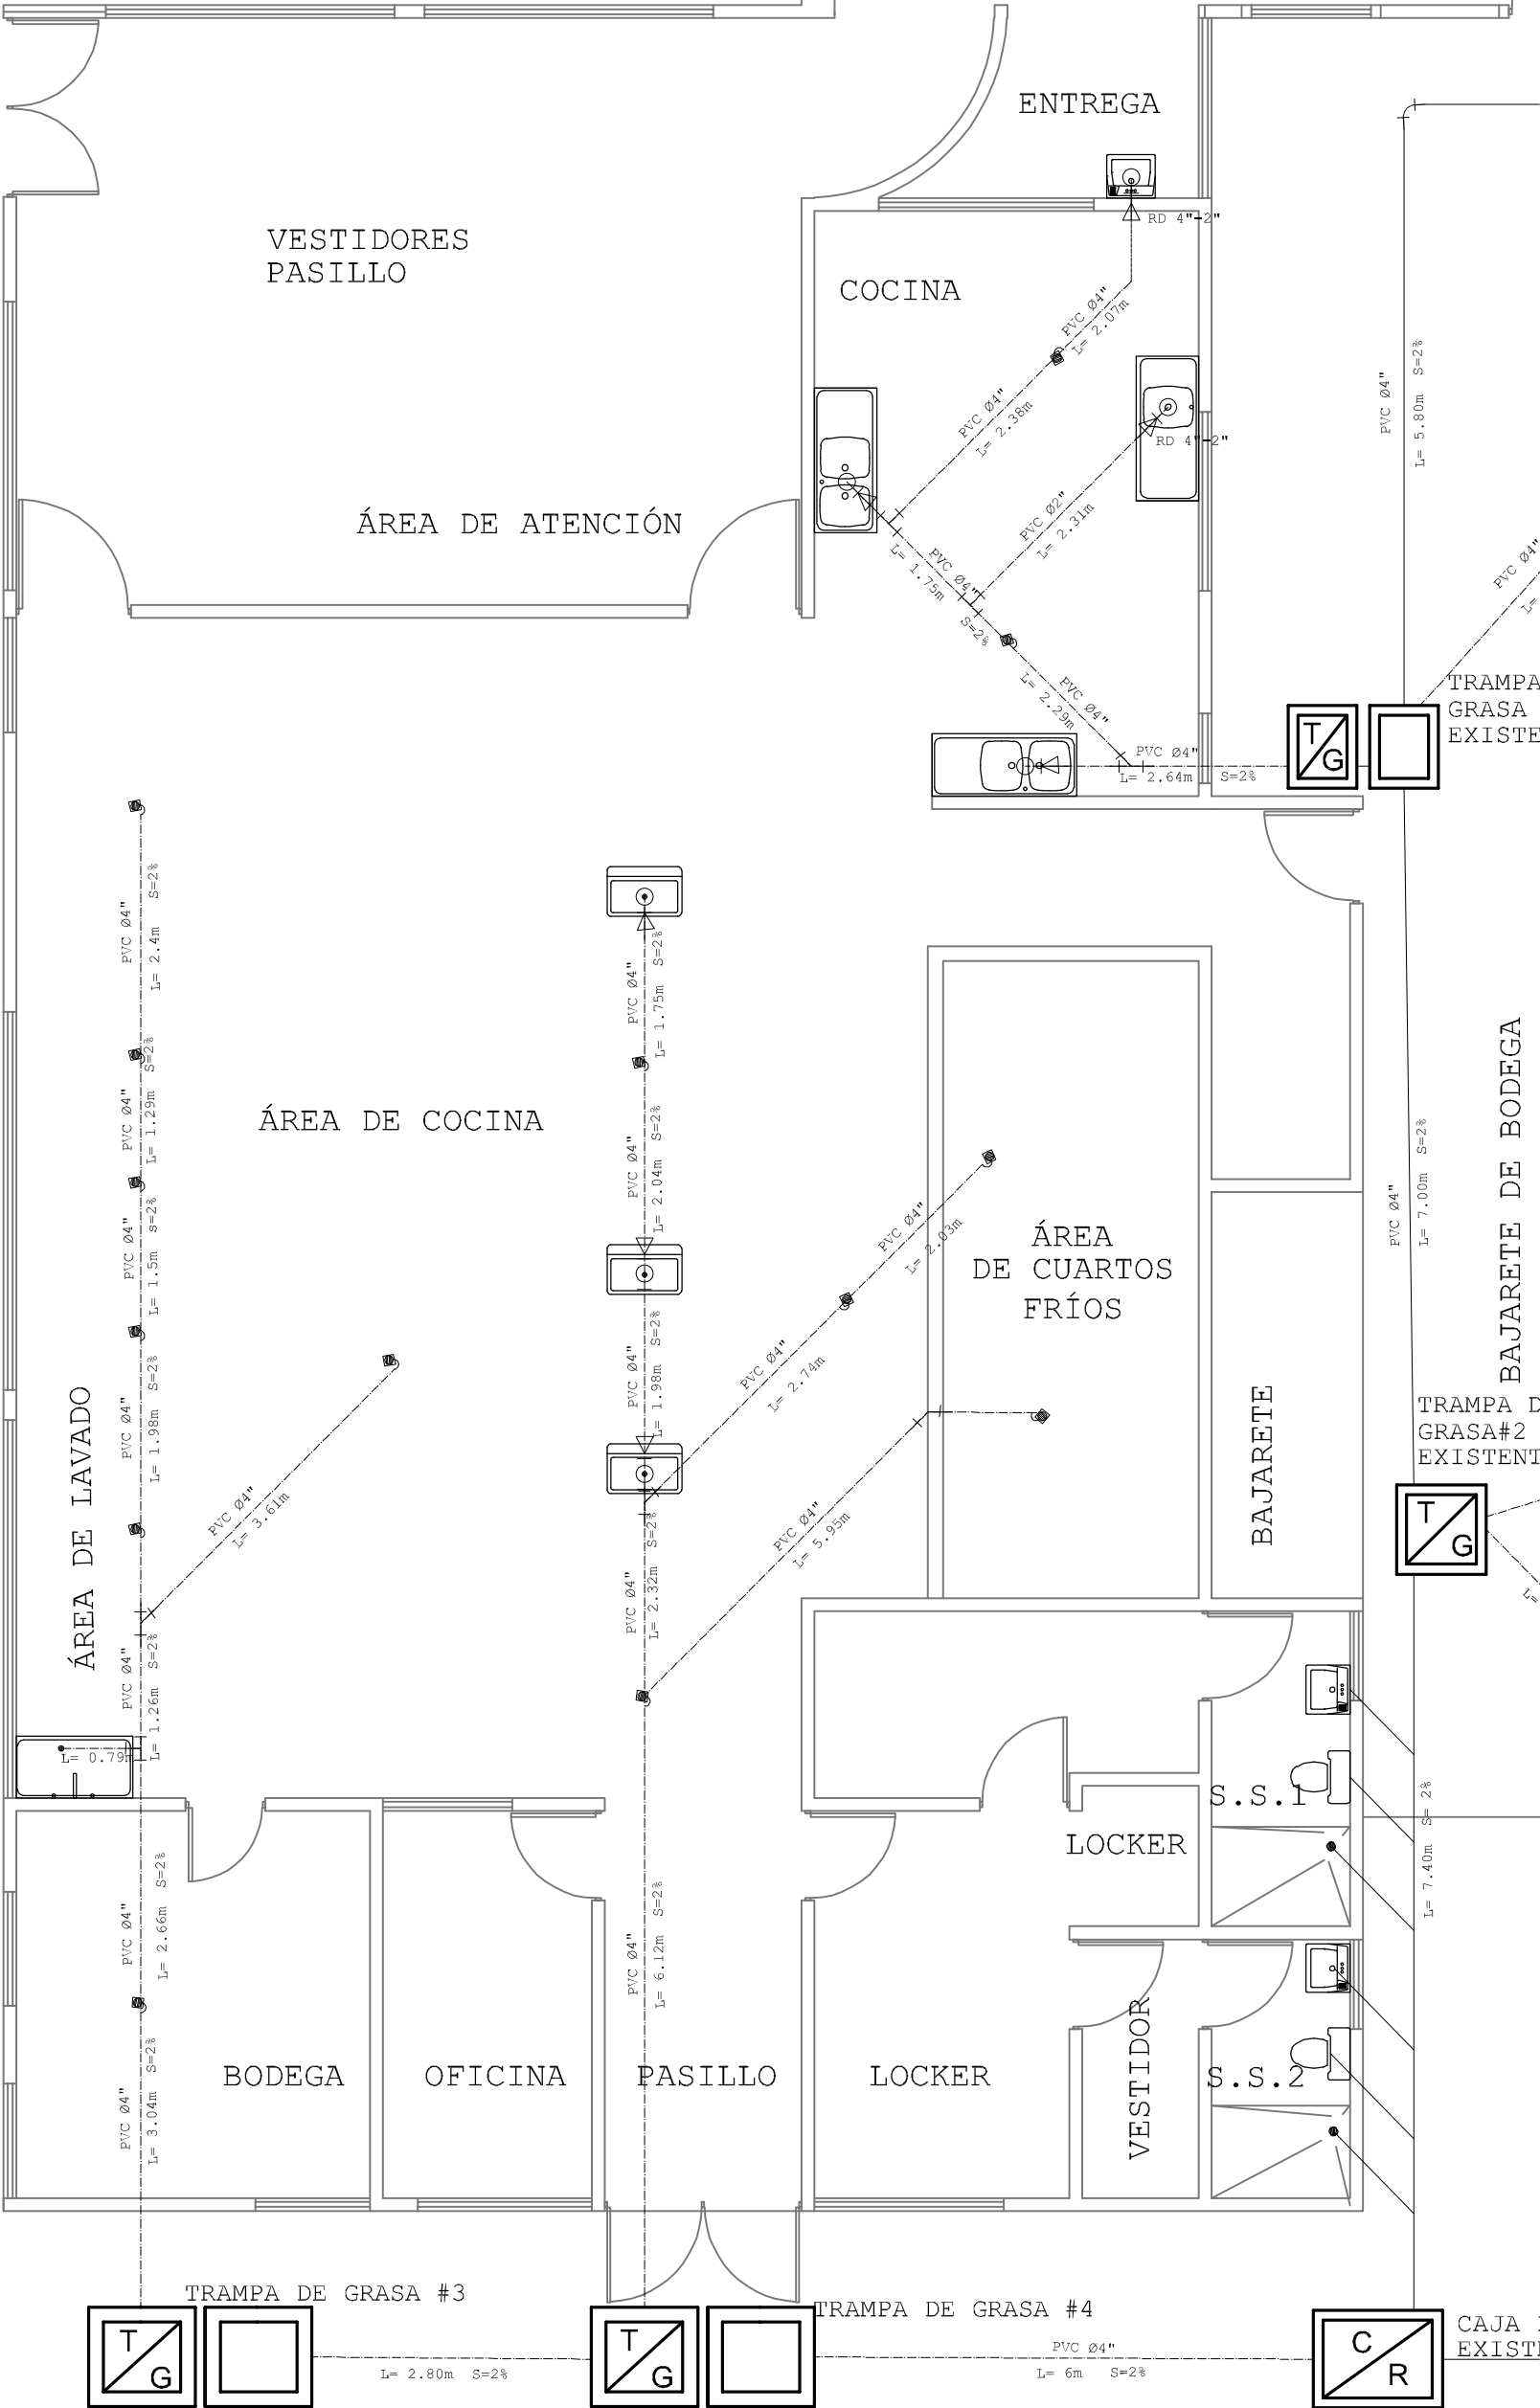 ENTREGA
RD 4"-2"
VESTIDORES
PASILLO
COCINA
PVC Ø4"
L= 2.07m
PVC Ø4"
L= 2.38m
RD 4"-2"
PVC Ø4"
L= 5.80m S=2%
ÁREA DE ATENCIÓN
PVC Ø2"
L= 2.31m
PVC Ø4"
L= 1.75m S=2%
PVC Ø4"
L= 2.29m
PVC Ø4"
L=
TRAMPA
GRASA
EXISTE
T
G
PVC Ø4"
L= 2.64m S=2%
PVC Ø4"
L= 2.4m S=2%
PVC Ø4"
L= 1.75m S=2%
PVC Ø4"
L= 1.29m S=2%
ÁREA DE COCINA
PVC Ø4"
L= 2.04m S=2%
PVC Ø4"
L= 7.00m S=2%
BAJARETE DE BODEGA
PVC Ø4"
L= 1.5m S=2%
PVC Ø4"
L= 2.03m
ÁREA
DE CUARTOS
FRÍOS
PVC Ø4"
L= 1.98m S=2%
PVC Ø4"
L= 1.98m S=2%
PVC Ø4"
L= 2.74m
TRAMPA D
GRASA#2
EXISTENT
BAJARETE
T
G
L=
ÁREA DE LAVADO
PVC Ø4"
L= 3.61m
PVC Ø4"
L= 5.95m
PVC Ø4"
L= 2.32m S=2%
PVC Ø4"
L= 1.26m S=2%
L= 0.79m
S.S.1
LOCKER
L= 7.40m S= 2%
PVC Ø4"
L= 2.66m S=2%
PVC Ø4"
L= 6.12m S=2%
PVC Ø4"
L= 3.04m S=2%
BODEGA
OFICINA
PASILLO
LOCKER
VESTIDOR
S.S.2
TRAMPA DE GRASA #3
TRAMPA DE GRASA #4
T
G
L= 2.80m S=2%
T
G
PVC Ø4"
L= 6m S=2%
C
R
CAJA
EXISTE